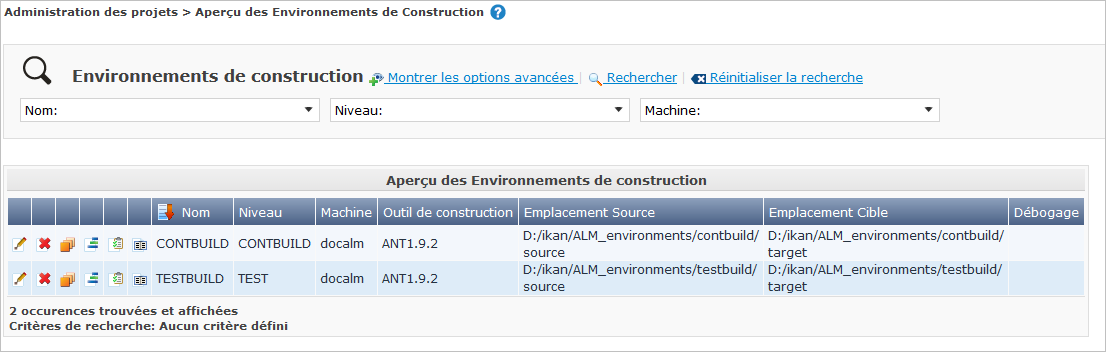 Administration des projets > Aperçu des Environnements de Construction ?
Environnements de construction Montrer les options avancées | Rechercher | Réinitialiser la recherche
Nom: Niveau: Machine:
Aperçu des Environnements de construction
Nom Niveau Machine Outil de construction Emplacement Source Emplacement Cible Débogage
CONTBUILD CONTBUILD docalm ANT1.9.2 D:/ikan/ALM_environments/contbuild/ D:/ikan/ALM_environments/contbuild/
source target
TESTBUILD TEST docalm ANT1.9.2 D:/ikan/ALM_environments/testbuild/ D:/ikan/ALM_environments/testbuild/
source target
2 occurences trouvées et affichées
Critères de recherche: Aucun critère défini